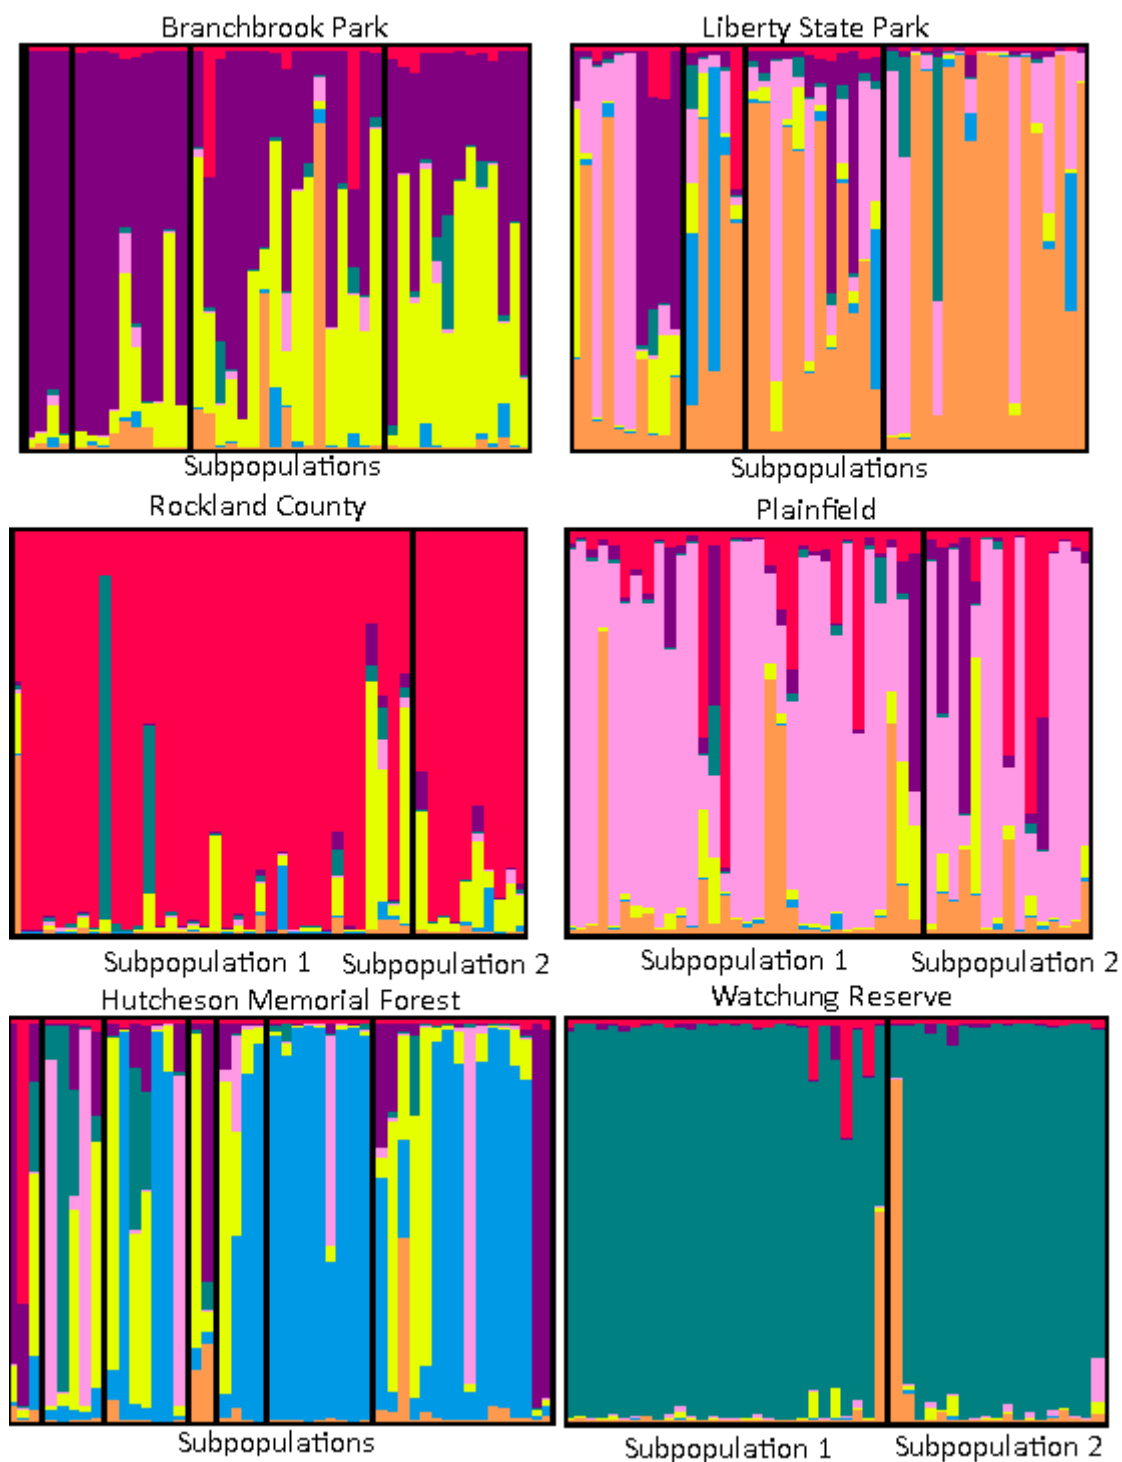 Branchbrook Park
Liberty State Park
Subpopulations
Subpopulations
Rockland County
Plainfield
Subpopulation 1
Subpopulation 2
Subpopulation 1
Subpopulation 2
Hutcheson Memorial Forest
Watchung Reserve
Subpopulations
Subpopulation 1
Subpopulation 2